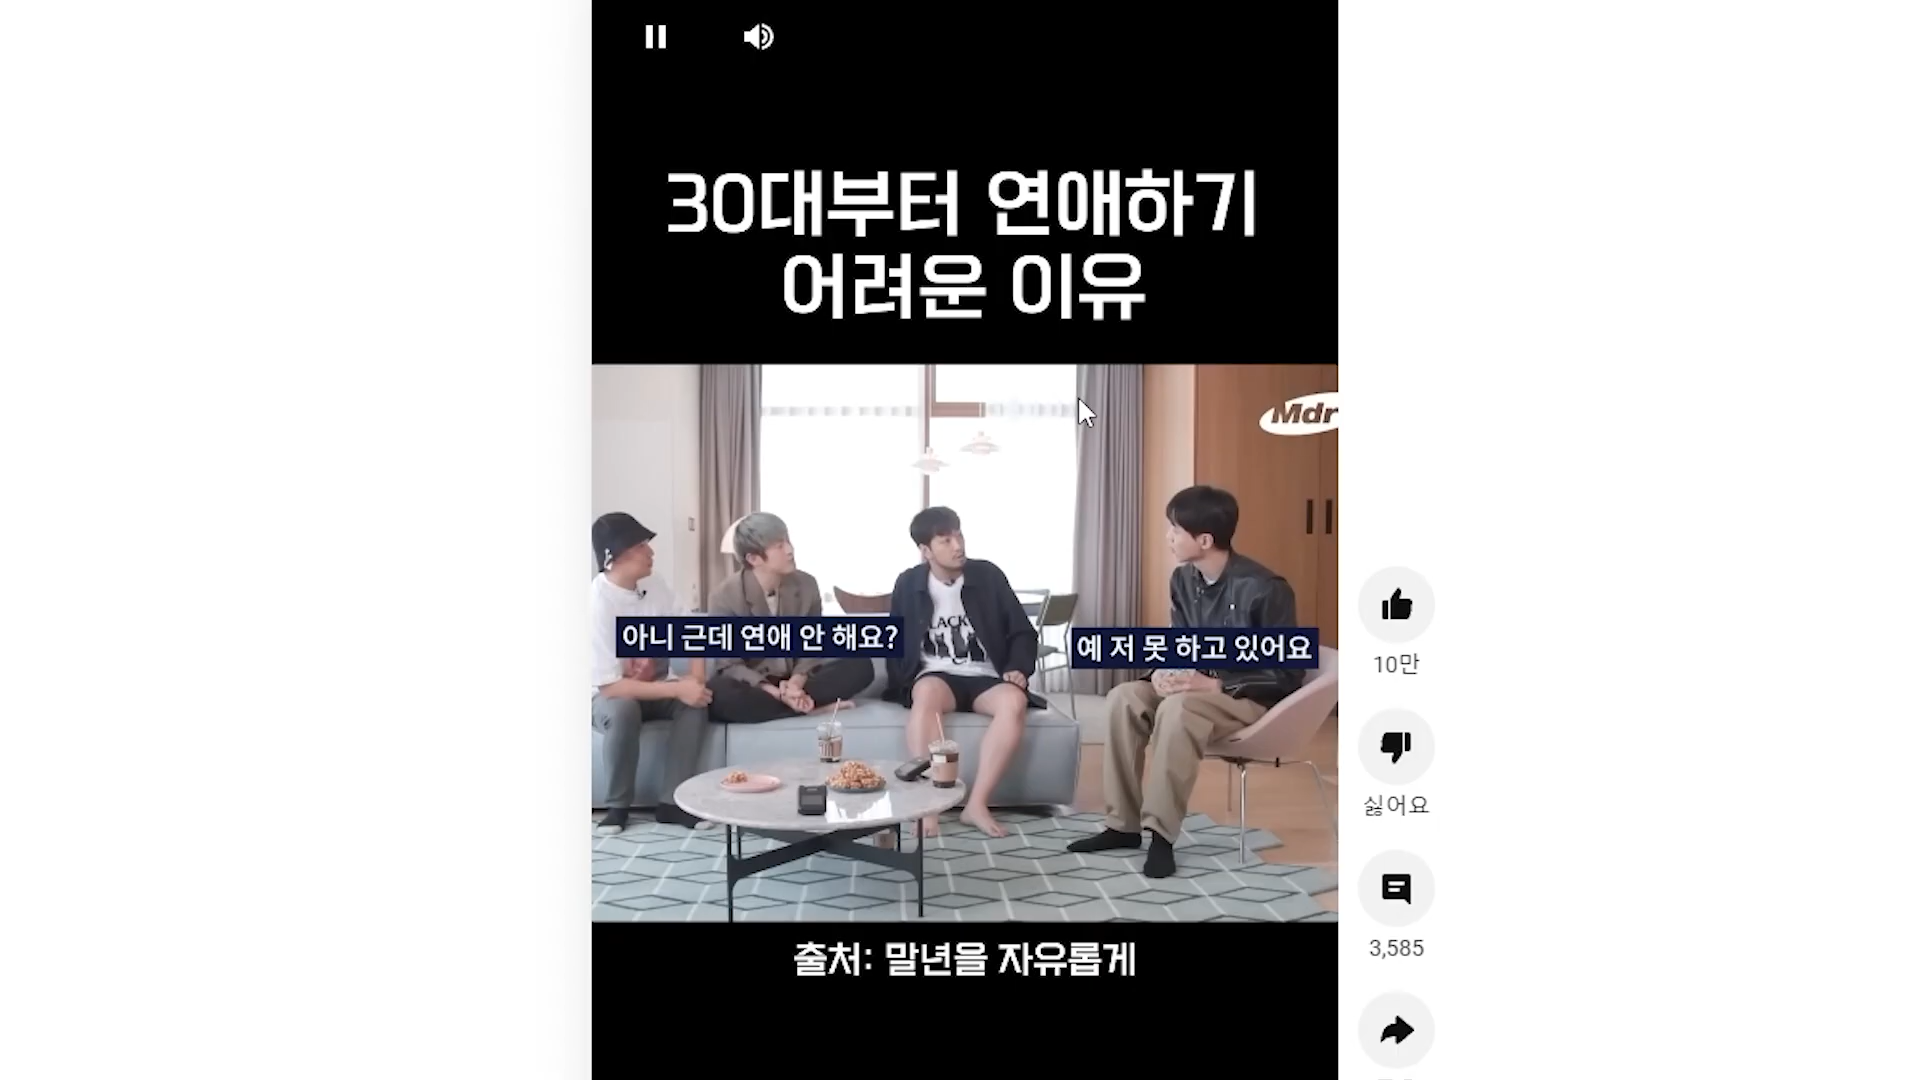 30대부터 연애하기
어려운 이유
Mdr
아니 근데 연애 안 해요?
예 저 못 하고 있어요
10만
싫어요
3,585
출처: 말년을 자유롭게